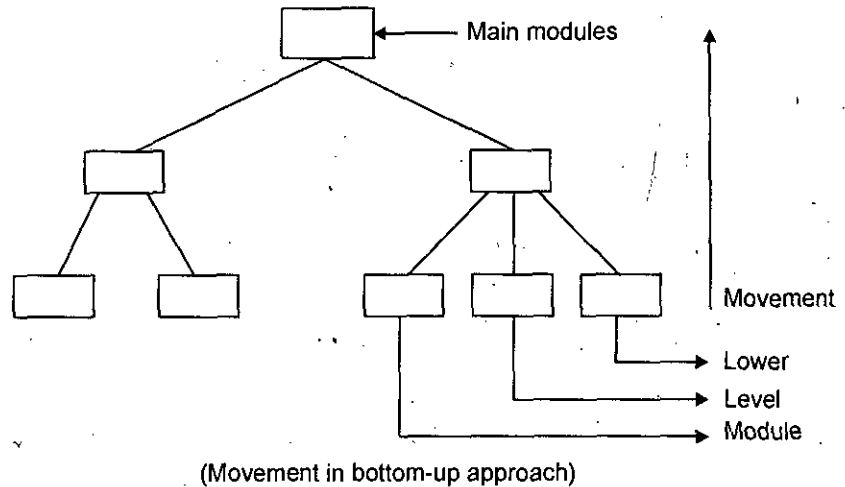 Main modules
Movement
Lower
Level
Module
(Movement in bottom-up approach)